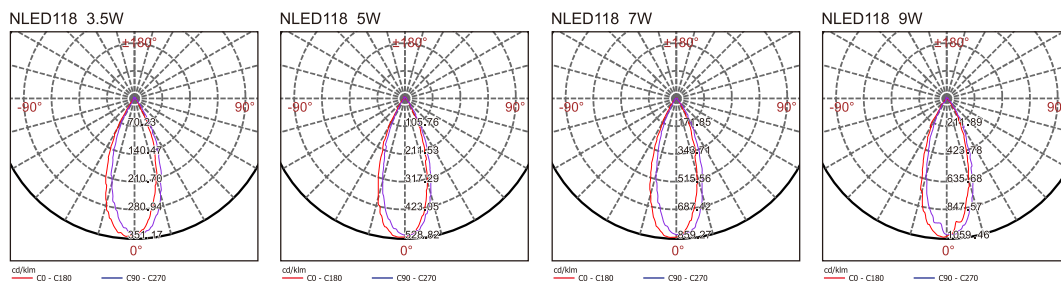 NLED118 3.5W
±180°
-90°
90°
70.23
140.47
210.70
280.94
351.17
0°
cd/klm
C0 - C180
C90 - C270
NLED118 5W
±180°
-90°
90°
105.76
211.53
317.29
423.05
528.82
0°
cd/klm
C0 - C180
C90 - C270
NLED118 7W
±180°
-90°
90°
171.85
343.71
515.56
687.42
859.27
0°
cd/klm
C0 - C180
C90 - C270
NLED118 9W
±180°
-90°
90°
211.89
423.78
635.68
847.57
1059.46
0°
cd/klm
C0 - C180
C90 - C270